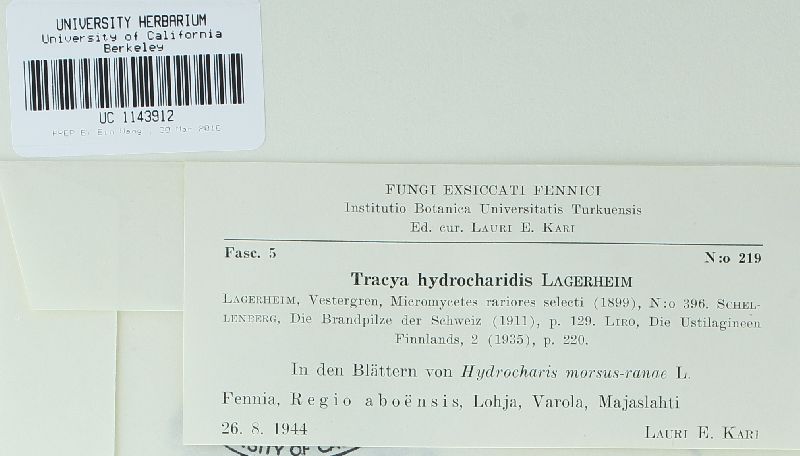 UNIVERSITY HERBARIUM
University of California
Berkeley
UC 1143912
FUNGI EXSICCATI FENNICI
Institutio Botanica Universitatis Turkuensis
Ed. cur. LAURI E. KARI
Fasc. 5 N:o 219
Tracya hydrocharidis LAGERHEIM
LAGERHEIM, Vestergren, Micromycetes rariores selecti (1899), N:o 396. SCHEL-
LENBERG, Die Brandpilze der Schweiz (1911), p. 129. LIRO, Die Ustilagineen
Finnlands, 2 (1935), p. 220.
In den Blättern von Hydrocharis morsus-ranae L.
Fennia, Regio aboënsis, Lohja, Varola, Majaslahti
26. 8. 1944 LAURI E. KARI